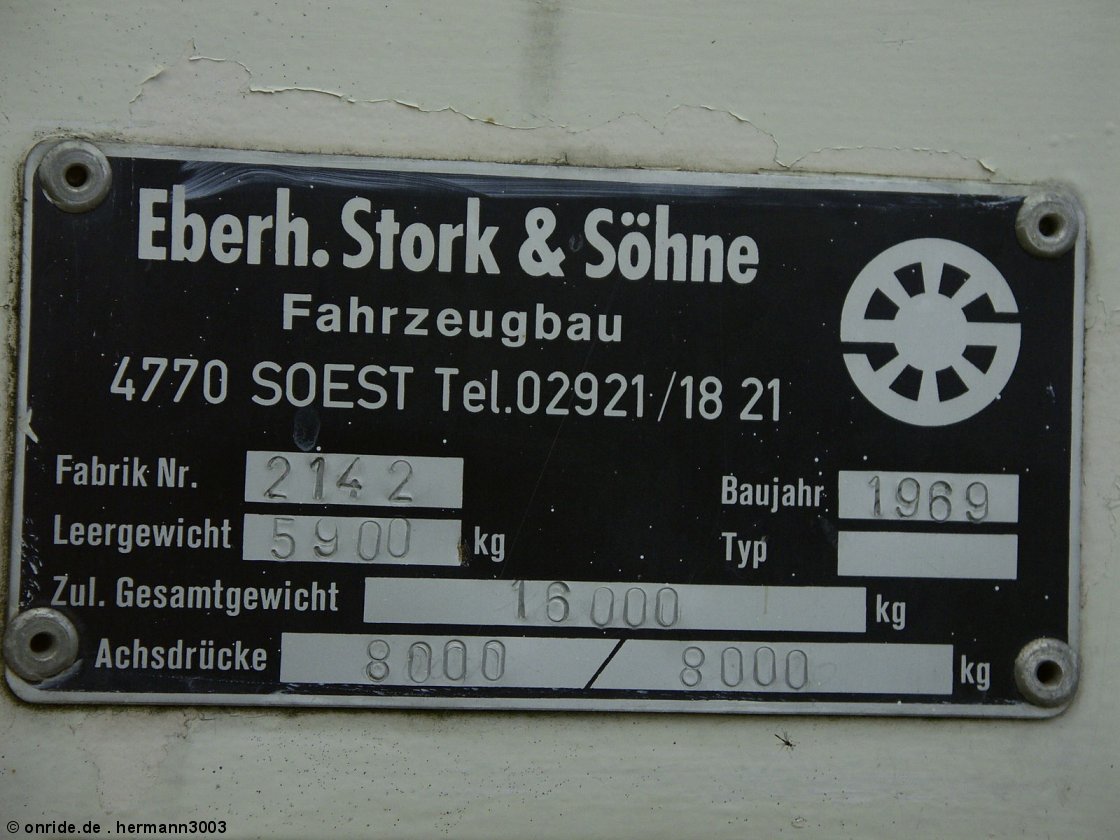 Eberh. Stork & Söhne
Fahrzeugbau
4770 SOEST Tel.02921/18 21
Fabrik Nr. 2142 Baujahr 1969
Leergewicht 5900 kg Typ
Zul. Gesamtgewicht 16000 kg
Achsdrücke 8000 / 8000 kg
© onride.de . hermann3003